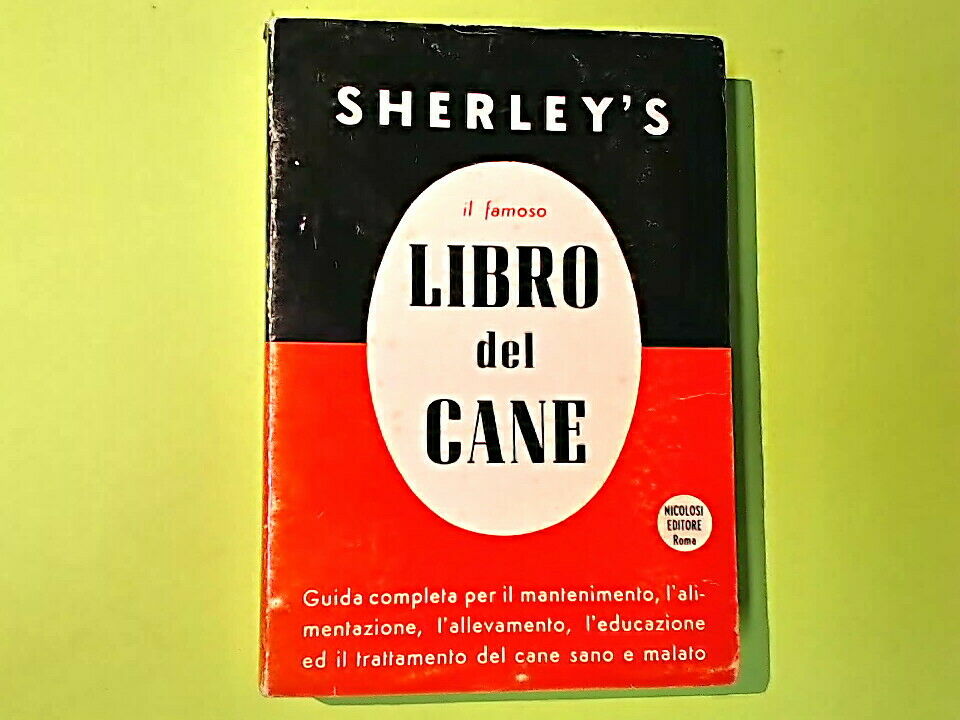 SHERLEY'S
il famoso
LIBRO
del
CANE
NICOLOSI
EDITORE
Roma
Guida completa per il mantenimento, l'ali-
mentazione, l'allevamento, l'educazione
ed il trattamento del cane sano e malato